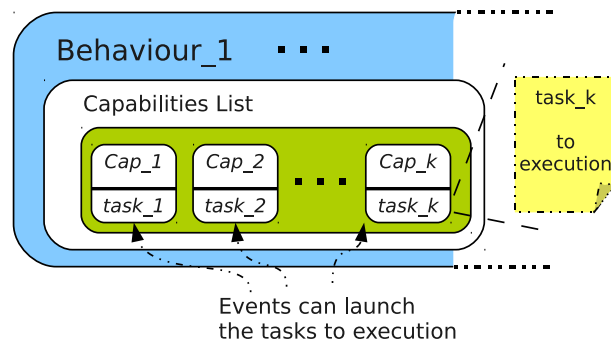 Behaviour_1
Capabilities List
Cap_1
Cap_2
Cap_k
task_1
task_2
task_k
task_k
to
execution
Events can launch
the tasks to execution